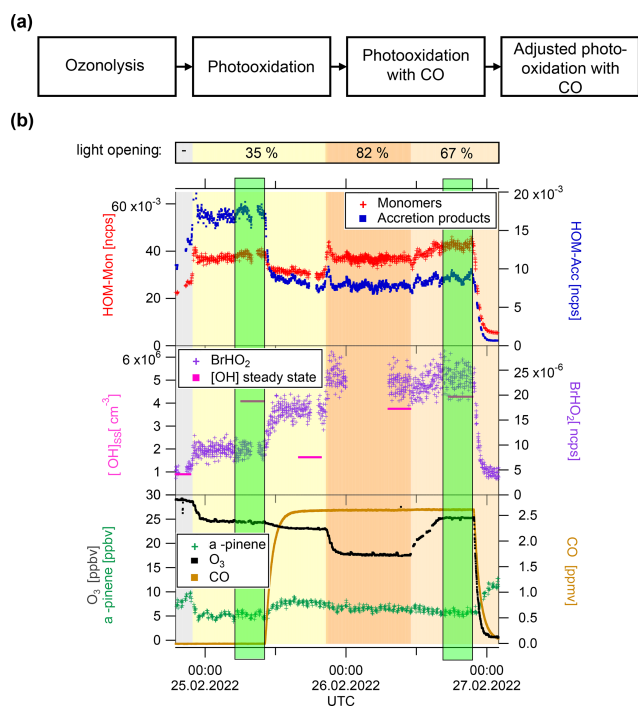 (a)
Ozonolysis
Photooxidation
Photooxidation
with CO
Adjusted photo-
oxidation with
CO
(b)
light opening:
-
35 %
82 %
67 %
60 x10⁻³
40
20
0
HOM-Mon [ncps]
Monomers
Accretion products
20 x10⁻³
15
10
5
0
HOM-Acc [ncps]
6 x10⁶
5
4
3
2
1
[OH]SS[ cm⁻³]
BrHO₂
[OH] steady state
25 x10⁻⁶
20
15
10
5
0
BrHO₂[ ncps]
30
25
20
15
10
5
0
O₃ [ppbv]
a -pinene [ppbv]
a -pinene
O₃
CO
2.5
2.0
1.5
1.0
0.5
0.0
CO [ppmv]
00:00
25.02.2022
00:00
26.02.2022
00:00
27.02.2022
UTC